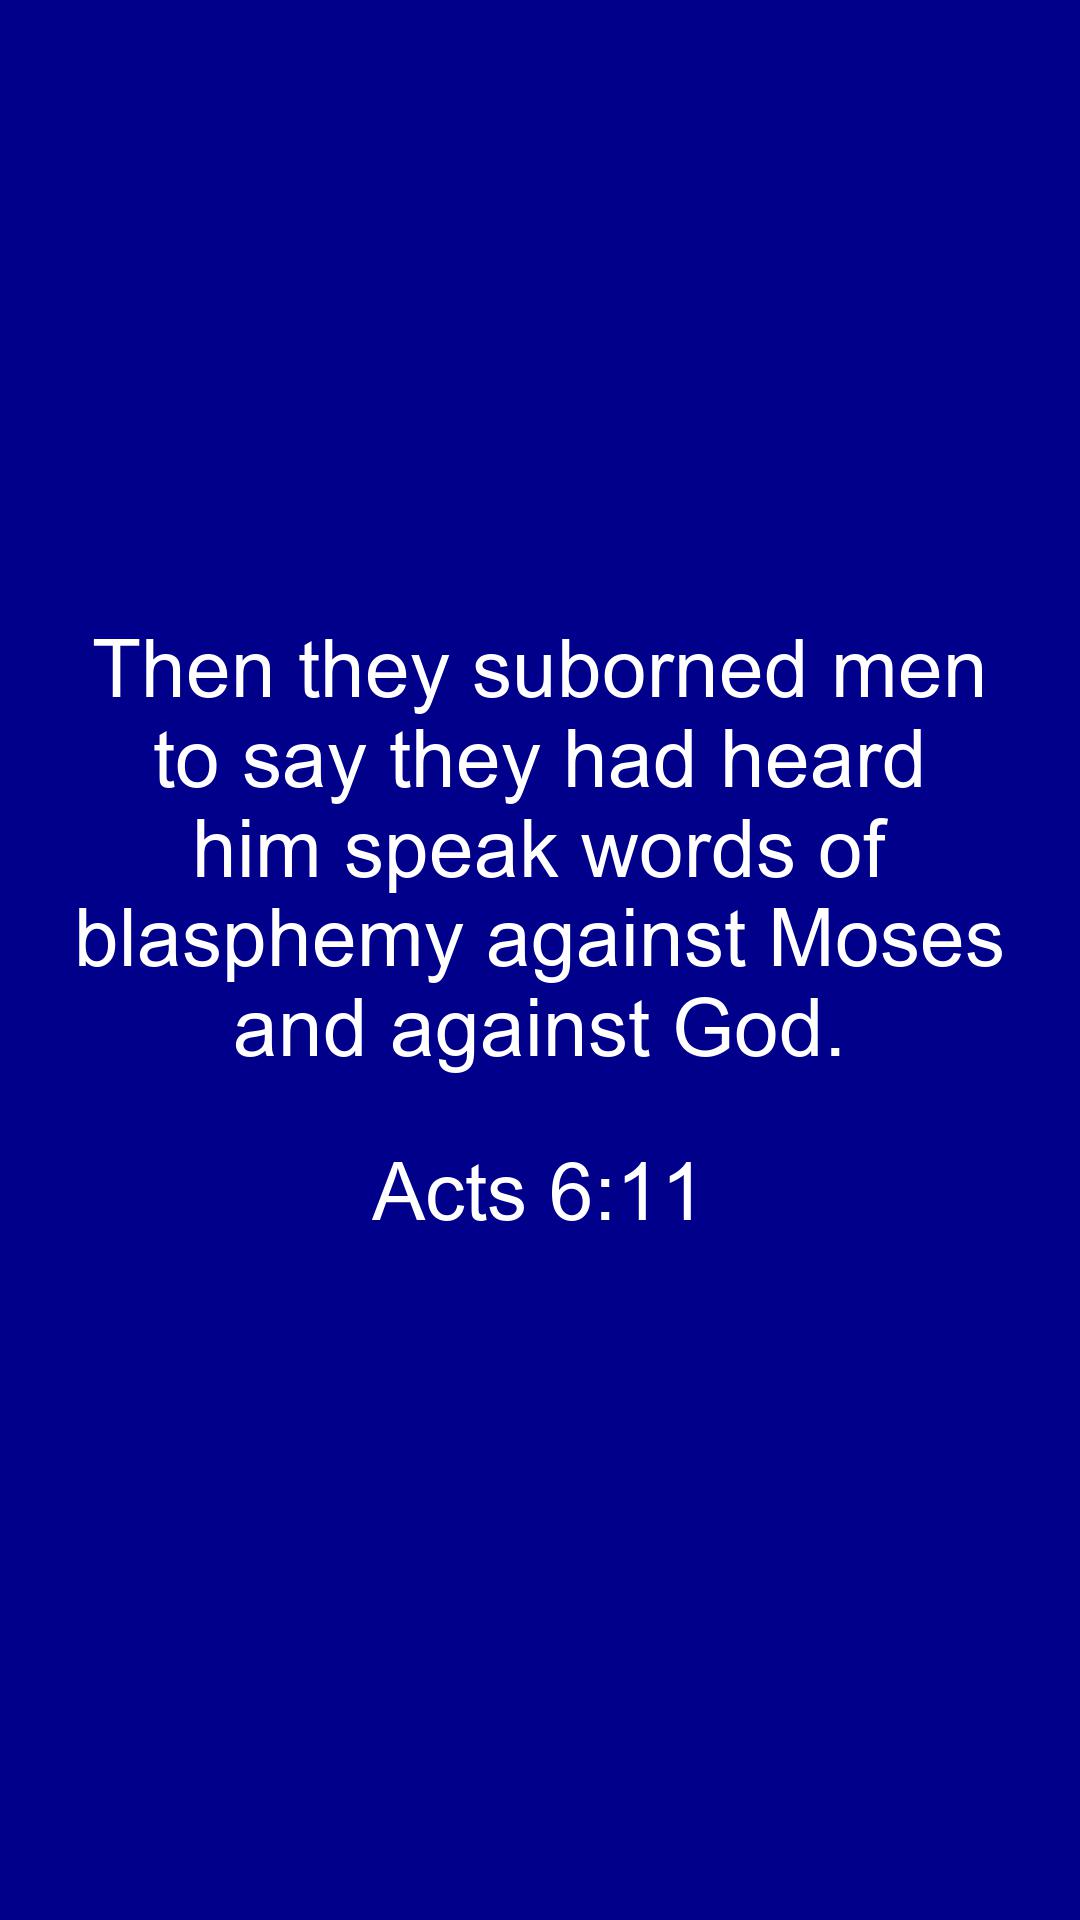 Then they suborned men
to say they had heard
him speak words of
blasphemy against Moses
and against God.
Acts 6:11